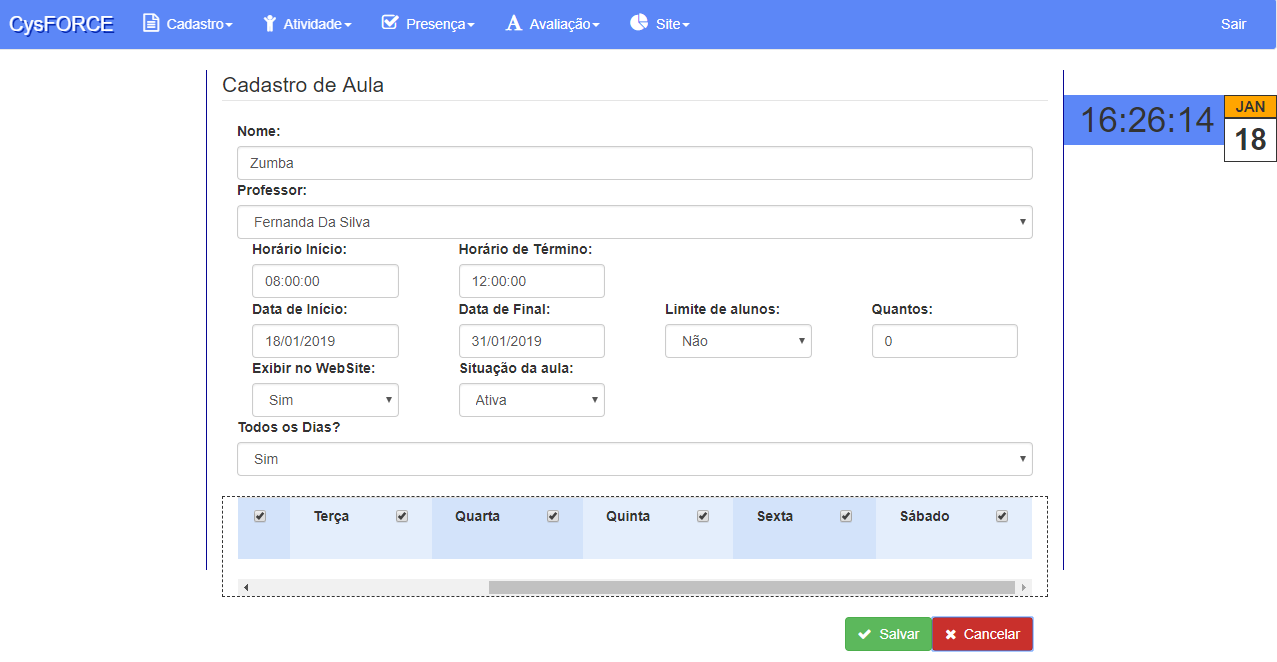 CysFORCE Cadastro Atividade Presença Avaliação Site Sair
Cadastro de Aula
16:26:14
JAN
18
Nome:
Zumba
Professor:
Fernanda Da Silva
Horário Início: Horário de Término:
08:00:00 12:00:00
Data de Início: Data de Final: Limite de alunos: Quantos:
18/01/2019 31/01/2019 Não 0
Exibir no WebSite: Situação da aula:
Sim Ativa
Todos os Dias?
Sim
Terça Quarta Quinta Sexta Sábado
Salvar Cancelar